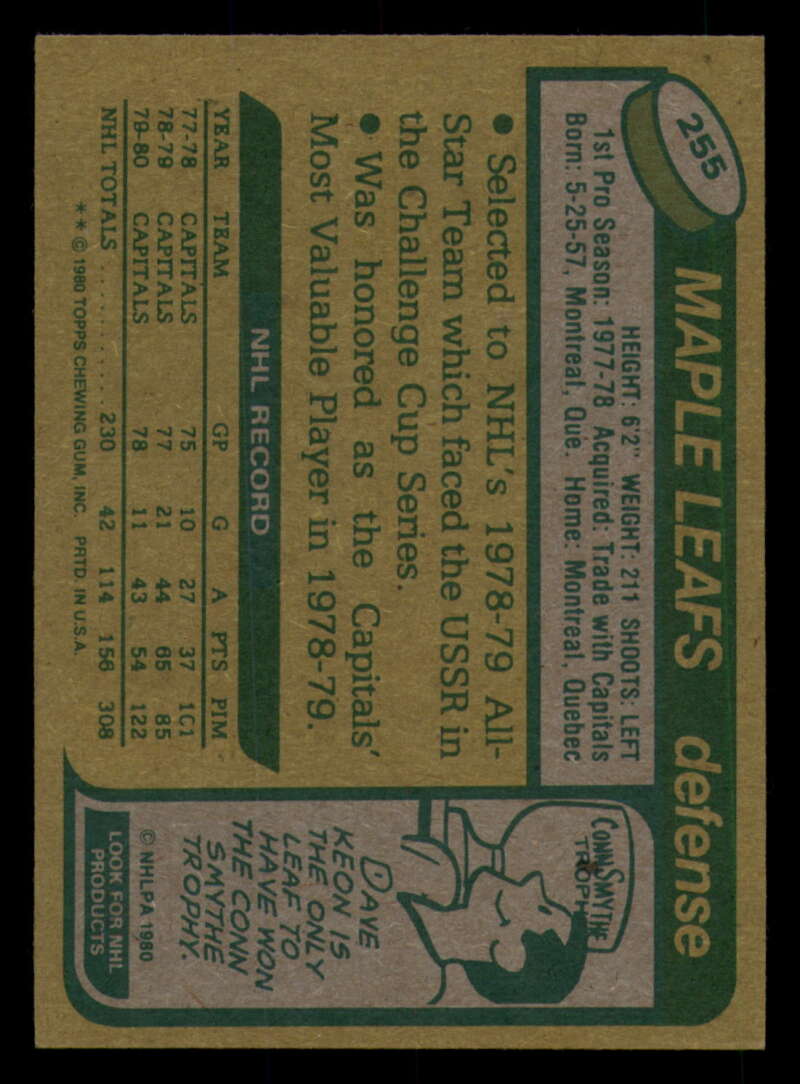 255
MAPLE LEAFS defense
HEIGHT: 6'2" WEIGHT: 211 SHOOTS: LEFT
1st Pro Season: 1977-78 Acquired: Trade with Capitals
Born: 5-25-57, Montreal, Que. Home: Montreal, Quebec
● Selected to NHL's 1978-79 All-
Star Team which faced the USSR in
the Challenge Cup Series.
● Was honored as the Capitals'
Most Valuable Player in 1978-79.
NHL RECORD
YEAR TEAM GP G A PTS PIM
77-78 CAPITALS 75 10 27 37 101
78-79 CAPITALS 77 21 44 65 85
79-80 CAPITALS 78 11 43 54 122
NHL TOTALS . . . . . . . . . . . 230 42 114 156 308
** © 1980 TOPPS CHEWING GUM, INC. PRTD. IN U.S.A.
CONN SMYTHE
TROPHY
DAVE
KEON IS
THE ONLY
LEAF TO
HAVE WON
THE CONN
SMYTHE
TROPHY.
© NHLPA 1980
LOOK FOR NHL
PRODUCTS